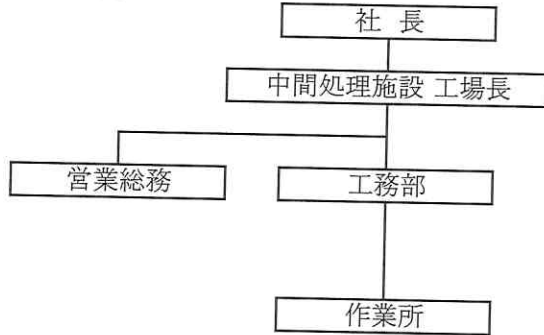 社 長
中間処理施設 工場長
営業総務
工務部
作業所